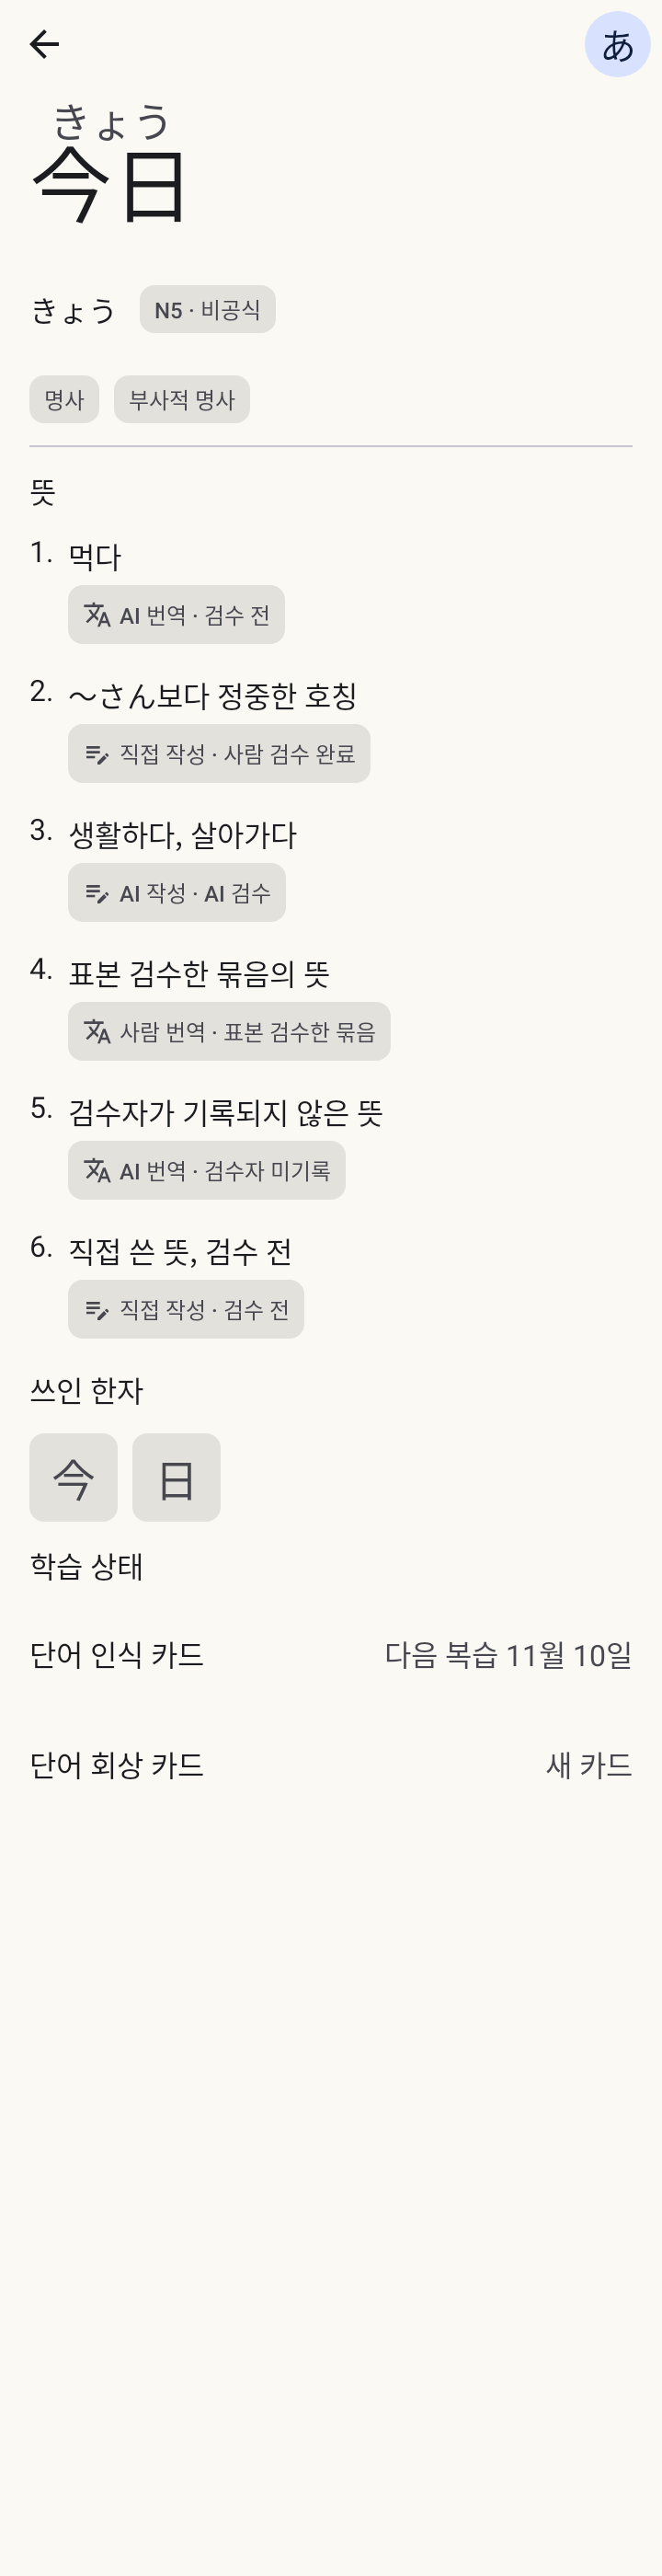 あ
きょう
今日
きょう N5 · 비공식
명사 부사적 명사
뜻
1. 먹다
AI 번역 · 검수 전
2. 〜さん보다 정중한 호칭
직접 작성 · 사람 검수 완료
3. 생활하다, 살아가다
AI 작성 · AI 검수
4. 표본 검수한 묶음의 뜻
사람 번역 · 표본 검수한 묶음
5. 검수자가 기록되지 않은 뜻
AI 번역 · 검수자 미기록
6. 직접 쓴 뜻, 검수 전
직접 작성 · 검수 전
쓰인 한자
今 日
학습 상태
단어 인식 카드 다음 복습 11월 10일
단어 회상 카드 새 카드